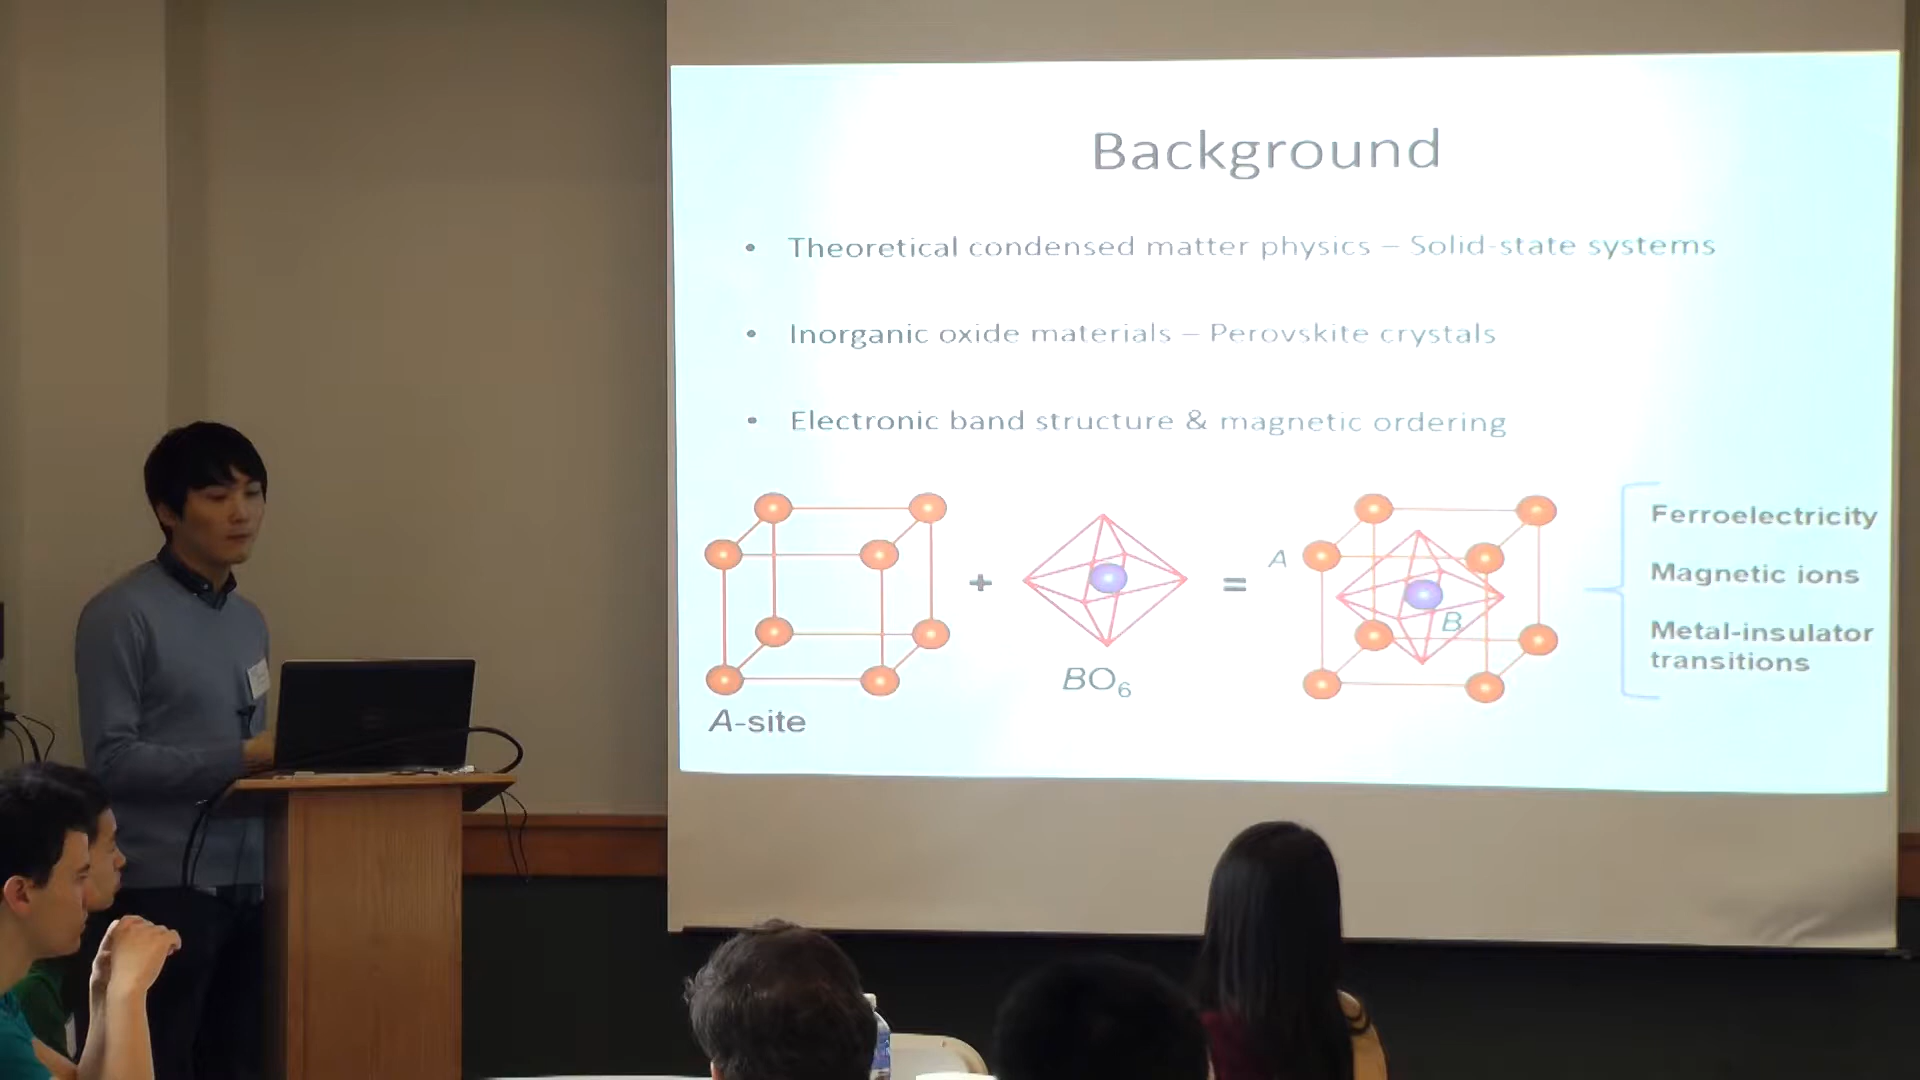 Background
• Theoretical condensed matter physics – Solid-state systems
• Inorganic oxide materials – Perovskite crystals
• Electronic band structure & magnetic ordering
+
=
A
B
A-site
BO₆
Ferroelectricity
Magnetic ions
Metal-insulator
transitions